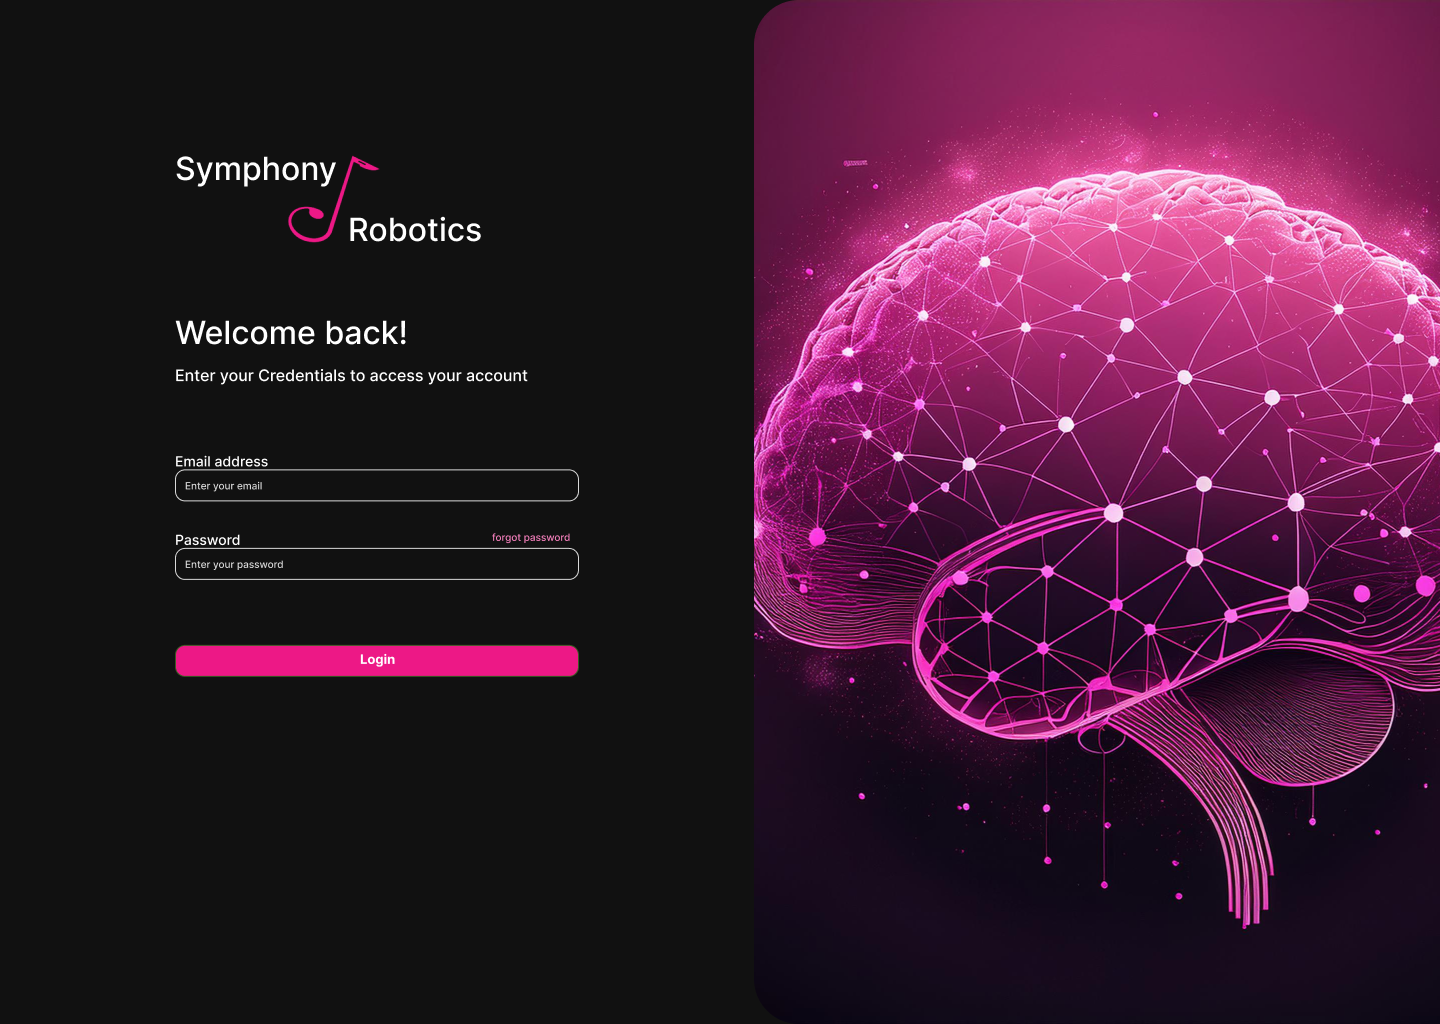 Symphony
Robotics
Welcome back!
Enter your Credentials to access your account
Email address
Enter your email
Password
forgot password
Enter your password
Login